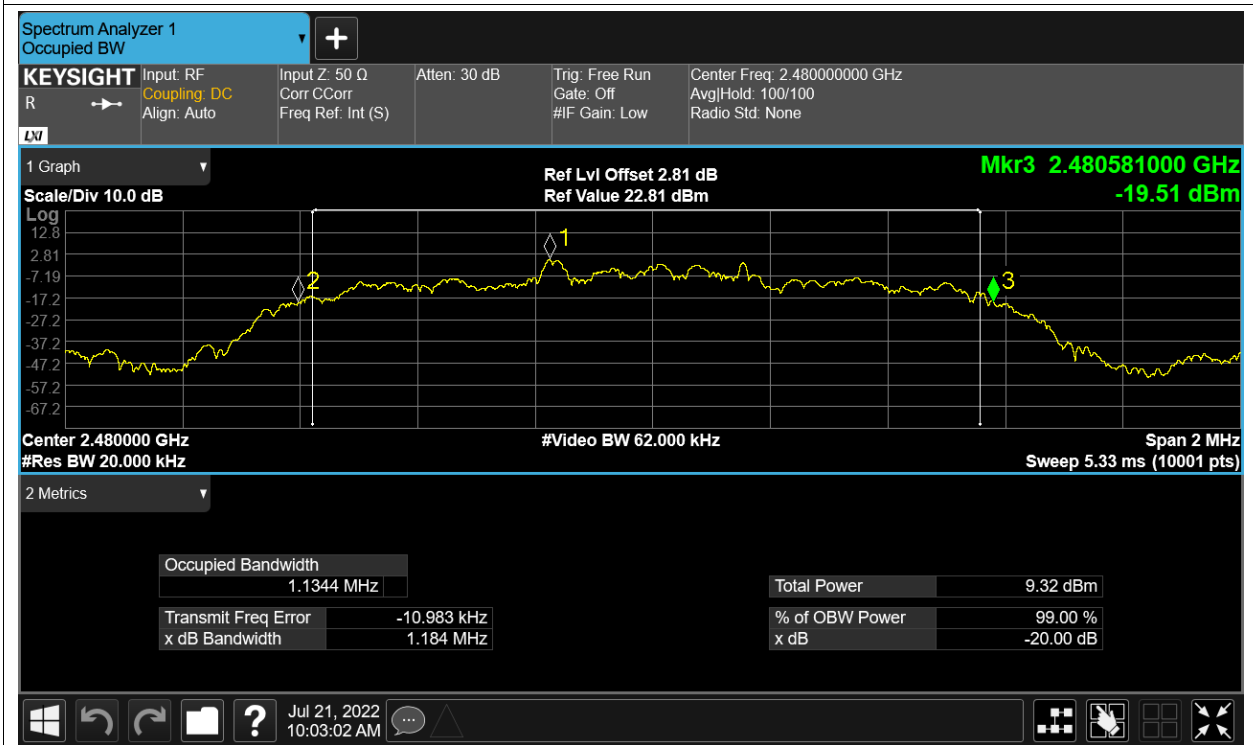 Spectrum Analyzer 1
Occupied BW
KEYSIGHT Input: RF Input Z: 50 Ω Atten: 30 dB Trig: Free Run Center Freq: 2.480000000 GHz
R Coupling: DC Corr CCorr Gate: Off Avg|Hold: 100/100
Align: Auto Freq Ref: Int (S) #IF Gain: Low Radio Std: None
LXI
1 Graph Ref Lvl Offset 2.81 dB Mkr3 2.480581000 GHz
Scale/Div 10.0 dB Ref Value 22.81 dBm -19.51 dBm
Log
12.8
2.81
-7.19
-17.2
-27.2
-37.2
-47.2
-57.2
-67.2
1
2
3
Center 2.480000 GHz #Video BW 62.000 kHz Span 2 MHz
#Res BW 20.000 kHz Sweep 5.33 ms (10001 pts)
2 Metrics
Occupied Bandwidth
1.1344 MHz Total Power 9.32 dBm
Transmit Freq Error -10.983 kHz % of OBW Power 99.00 %
x dB Bandwidth 1.184 MHz x dB -20.00 dB
? Jul 21, 2022
10:03:02 AM